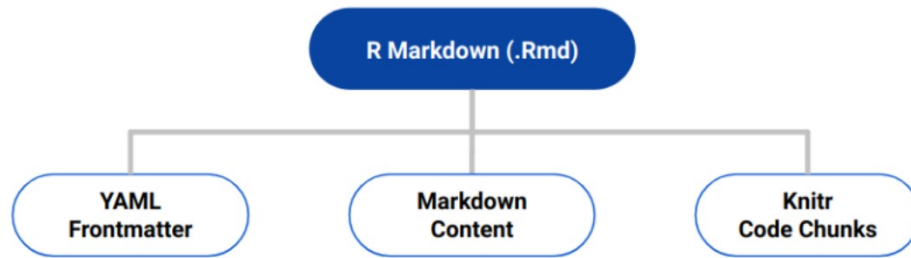 R Markdown (.Rmd)
YAML
Frontmatter
Markdown
Content
Knitr
Code Chunks